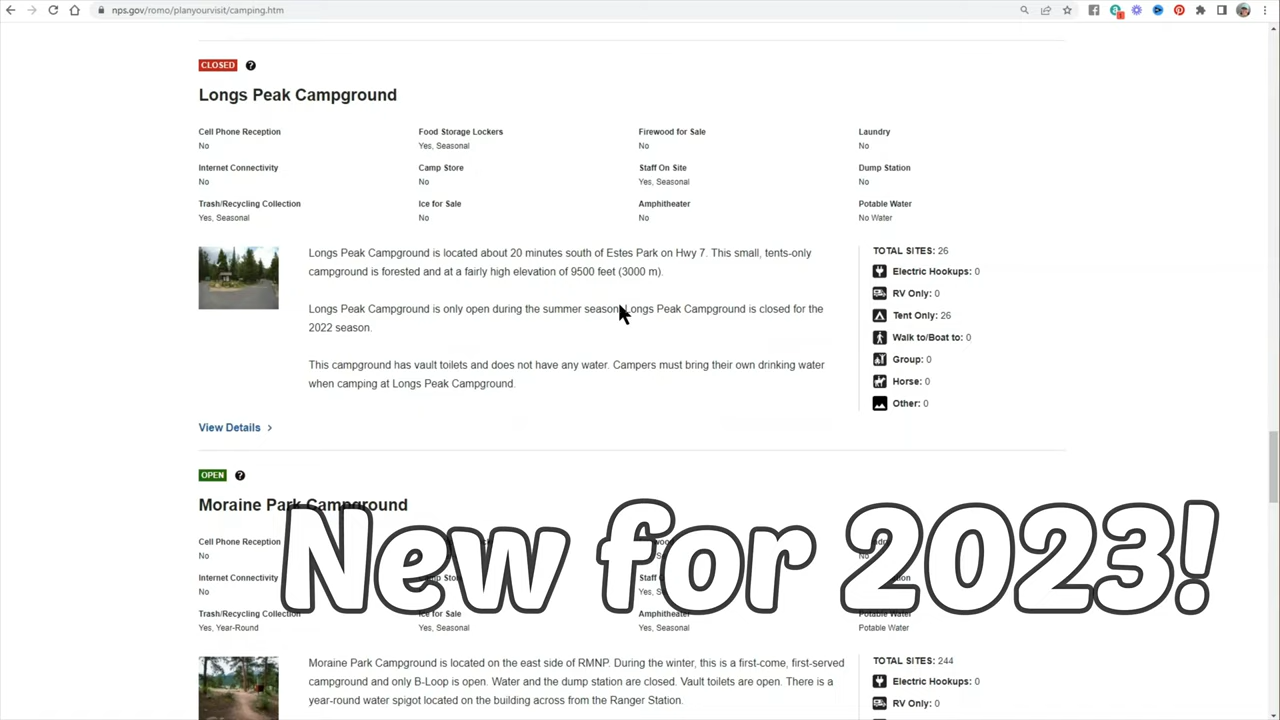 nps.gov/romo/planyourvisit/camping.htm
CLOSED ?
Longs Peak Campground
Cell Phone Reception
No
Food Storage Lockers
Yes, Seasonal
Firewood for Sale
No
Laundry
No
Internet Connectivity
No
Camp Store
No
Staff On Site
Yes, Seasonal
Dump Station
No
Trash/Recycling Collection
Yes, Seasonal
Ice for Sale
No
Amphitheater
No
Potable Water
No Water
Longs Peak Campground is located about 20 minutes south of Estes Park on Hwy 7. This small, tents-only
campground is forested and at a fairly high elevation of 9500 feet (3000 m).
Longs Peak Campground is only open during the summer season. Longs Peak Campground is closed for the
2022 season.
This campground has vault toilets and does not have any water. Campers must bring their own drinking water
when camping at Longs Peak Campground.
TOTAL SITES: 26
Electric Hookups: 0
RV Only: 0
Tent Only: 26
Walk to/Boat to: 0
Group: 0
Horse: 0
Other: 0
View Details >
OPEN ?
Moraine Park Campground
New for 2023!
Cell Phone Reception
No
Internet Connectivity
No
Staff
Yes, S
Trash/Recycling Collection
Yes, Year-Round
Ice for Sale
Yes, Seasonal
Amphitheater
Yes, Seasonal
Potable Water
Potable Water
Moraine Park Campground is located on the east side of RMNP. During the winter, this is a first-come, first-served
campground and only B-Loop is open. Water and the dump station are closed. Vault toilets are open. There is a
year-round water spigot located on the building across from the Ranger Station.
TOTAL SITES: 244
Electric Hookups: 0
RV Only: 0